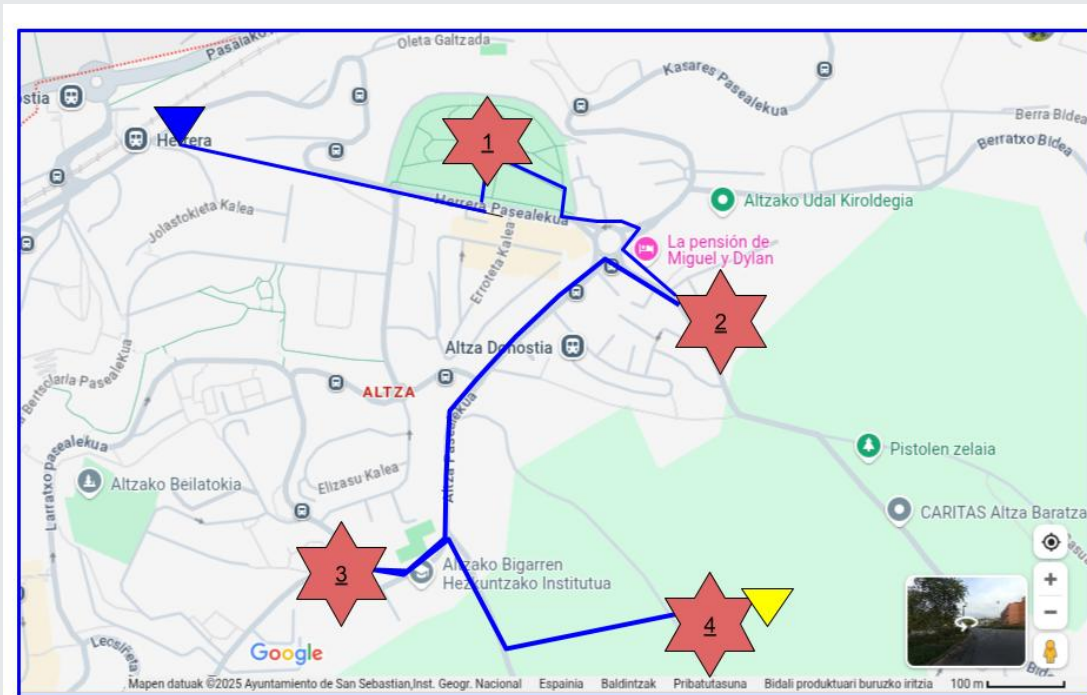 Oleta Galtzada
Pasaiako
ostia
Kasares Pasealekua
Herrera
1
Berra Bidea
Berratxo Bidea
Herrera Pasealekua
Altzako Udal Kiroldegia
Jolastokieta Kalea
La pensión de
Miguel y Dylan
Erroteta Kalea
2
Altza Donostia
ALTZA
Bertsolaria Pasealekua
Altza Pasealekua
Larratxo pasealekua
Pistolen zelaia
Altzako Beilatokia
Elizasu Kalea
CARITAS Altza Baratza
3
Altzako Bigarren
Hezkuntzako Institutua
4
Google
Mapen datuak ©2025 Ayuntamiento de San Sebastian,Inst. Geogr. Nacional Espainia Baldintzak Pribatutasuna Bidali produktuari buruzko iritzia 100 m